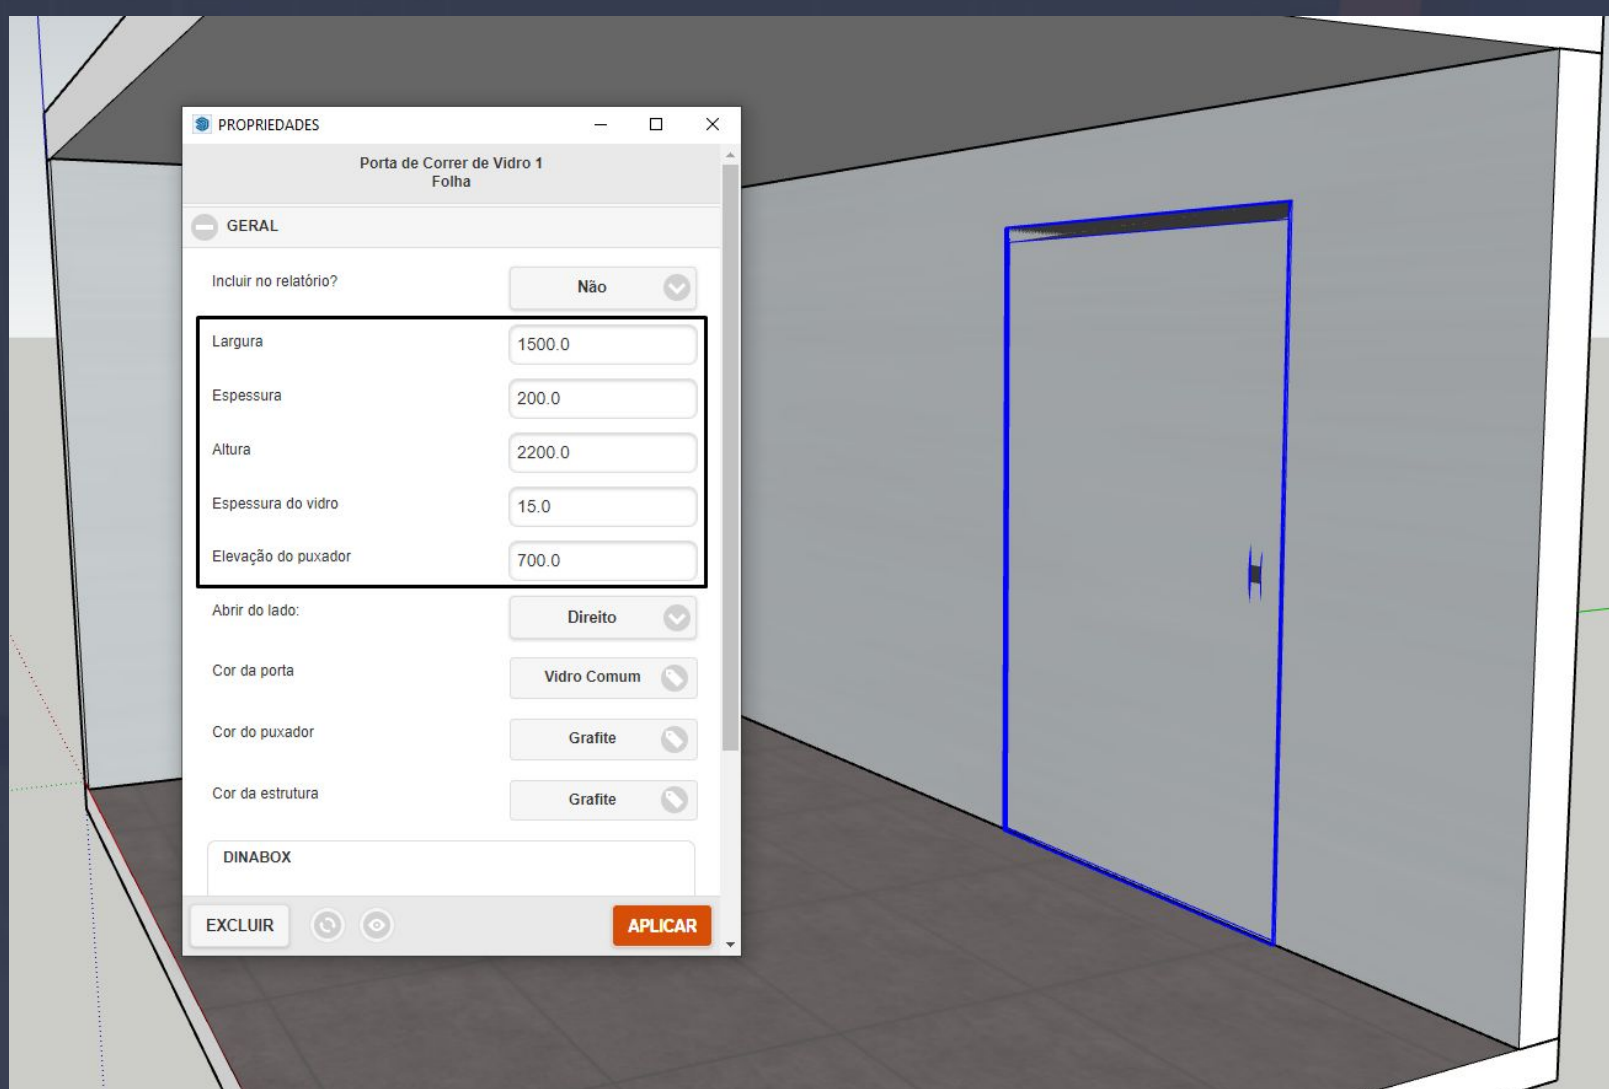 PROPRIEDADES
Porta de Correr de Vidro 1
Folha
GERAL
Incluir no relatório? Não
Largura 1500.0
Espessura 200.0
Altura 2200.0
Espessura do vidro 15.0
Elevação do puxador 700.0
Abrir do lado: Direito
Cor da porta Vidro Comum
Cor do puxador Grafite
Cor da estrutura Grafite
DINABOX
EXCLUIR APLICAR